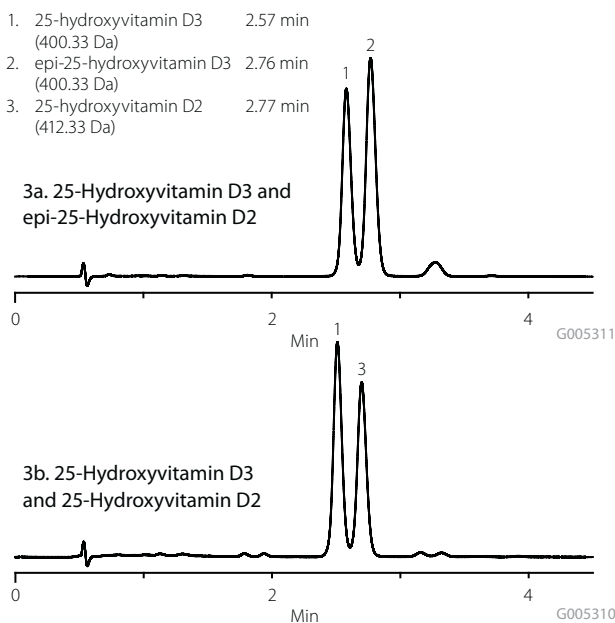 1. 25-hydroxyvitamin D3 2.57 min
(400.33 Da)
2. epi-25-hydroxyvitamin D3 2.76 min
(400.33 Da)
3. 25-hydroxyvitamin D2 2.77 min
(412.33 Da)
1 2
3a. 25-Hydroxyvitamin D3 and
epi-25-Hydroxyvitamin D2
0 2 4
Min
G005311
1 3
3b. 25-Hydroxyvitamin D3
and 25-Hydroxyvitamin D2
0 2 4
Min
G005310